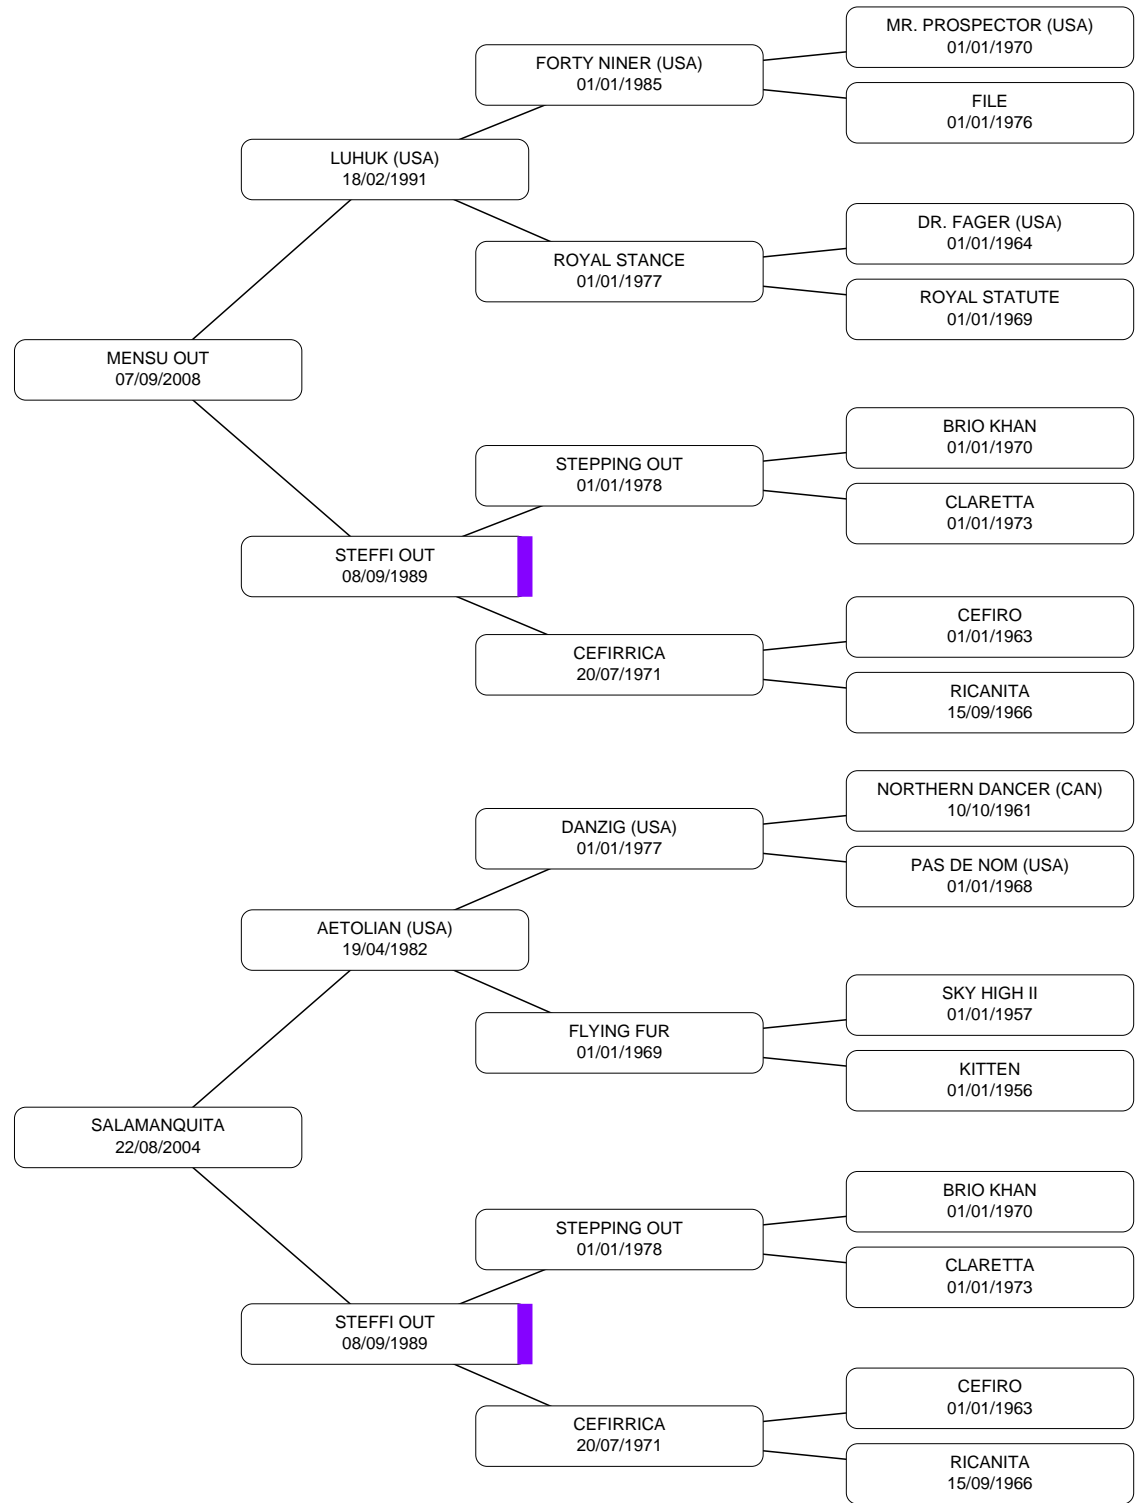 MR. PROSPECTOR (USA)
01/01/1970
FORTY NINER (USA)
01/01/1985
FILE
01/01/1976
LUHUK (USA)
18/02/1991
DR. FAGER (USA)
01/01/1964
ROYAL STANCE
01/01/1977
ROYAL STATUTE
01/01/1969
MENSU OUT
07/09/2008
BRIO KHAN
01/01/1970
STEPPING OUT
01/01/1978
CLARETTA
01/01/1973
STEFFI OUT
08/09/1989
CEFIRO
01/01/1963
CEFIRRICA
20/07/1971
RICANITA
15/09/1966
NORTHERN DANCER (CAN)
10/10/1961
DANZIG (USA)
01/01/1977
PAS DE NOM (USA)
01/01/1968
AETOLIAN (USA)
19/04/1982
SKY HIGH II
01/01/1957
FLYING FUR
01/01/1969
KITTEN
01/01/1956
SALAMANQUITA
22/08/2004
BRIO KHAN
01/01/1970
STEPPING OUT
01/01/1978
CLARETTA
01/01/1973
STEFFI OUT
08/09/1989
CEFIRO
01/01/1963
CEFIRRICA
20/07/1971
RICANITA
15/09/1966